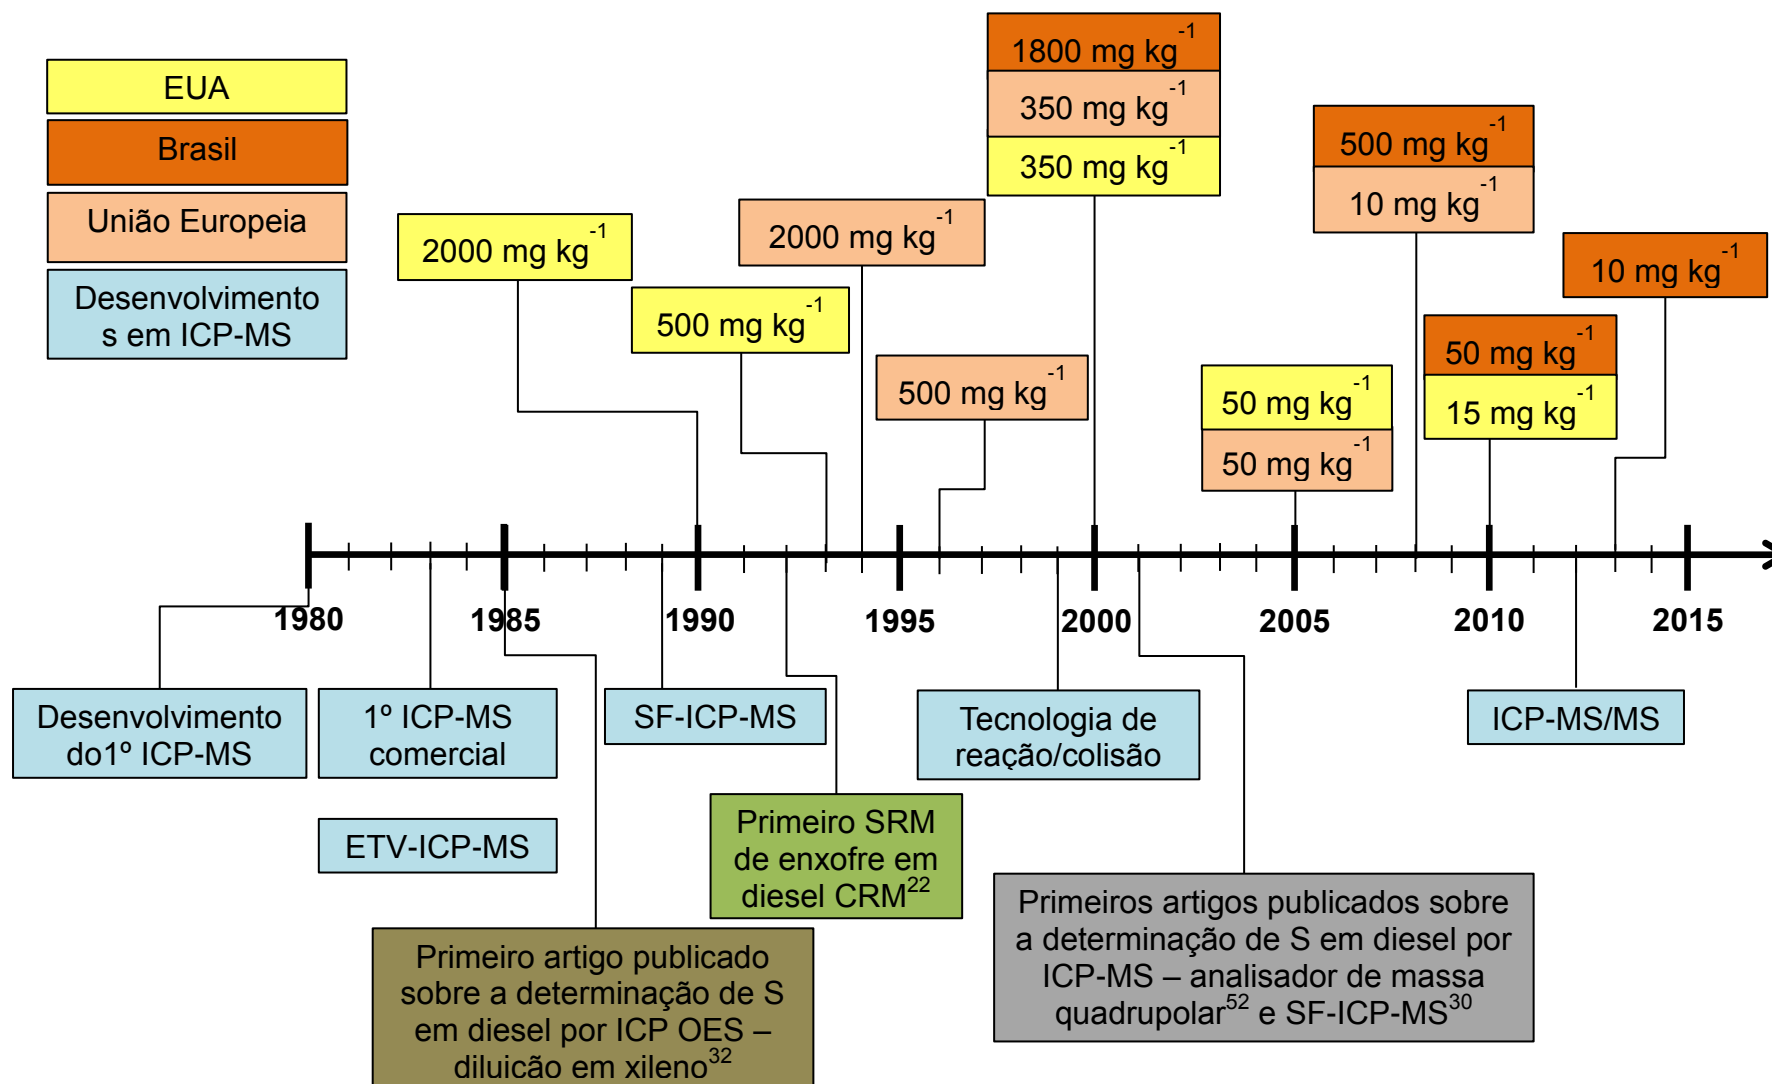 EUA
Brasil
União Europeia
Desenvolvimento
s em ICP-MS
2000 mg kg⁻¹
500 mg kg⁻¹
2000 mg kg⁻¹
500 mg kg⁻¹
1800 mg kg⁻¹
350 mg kg⁻¹
350 mg kg⁻¹
50 mg kg⁻¹
50 mg kg⁻¹
500 mg kg⁻¹
10 mg kg⁻¹
50 mg kg⁻¹
15 mg kg⁻¹
10 mg kg⁻¹
1980 1985 1990 1995 2000 2005 2010 2015
Desenvolvimento
do1º ICP-MS
1º ICP-MS
comercial
ETV-ICP-MS
Primeiro artigo publicado
sobre a determinação de S
em diesel por ICP OES –
diluicão em xileno³²
SF-ICP-MS
Primeiro SRM
de enxofre em
diesel CRM²²
Tecnologia de
reação/colisão
Primeiros artigos publicados sobre
a determinação de S em diesel por
ICP-MS – analisador de massa
quadrupolar⁵² e SF-ICP-MS³⁰
ICP-MS/MS